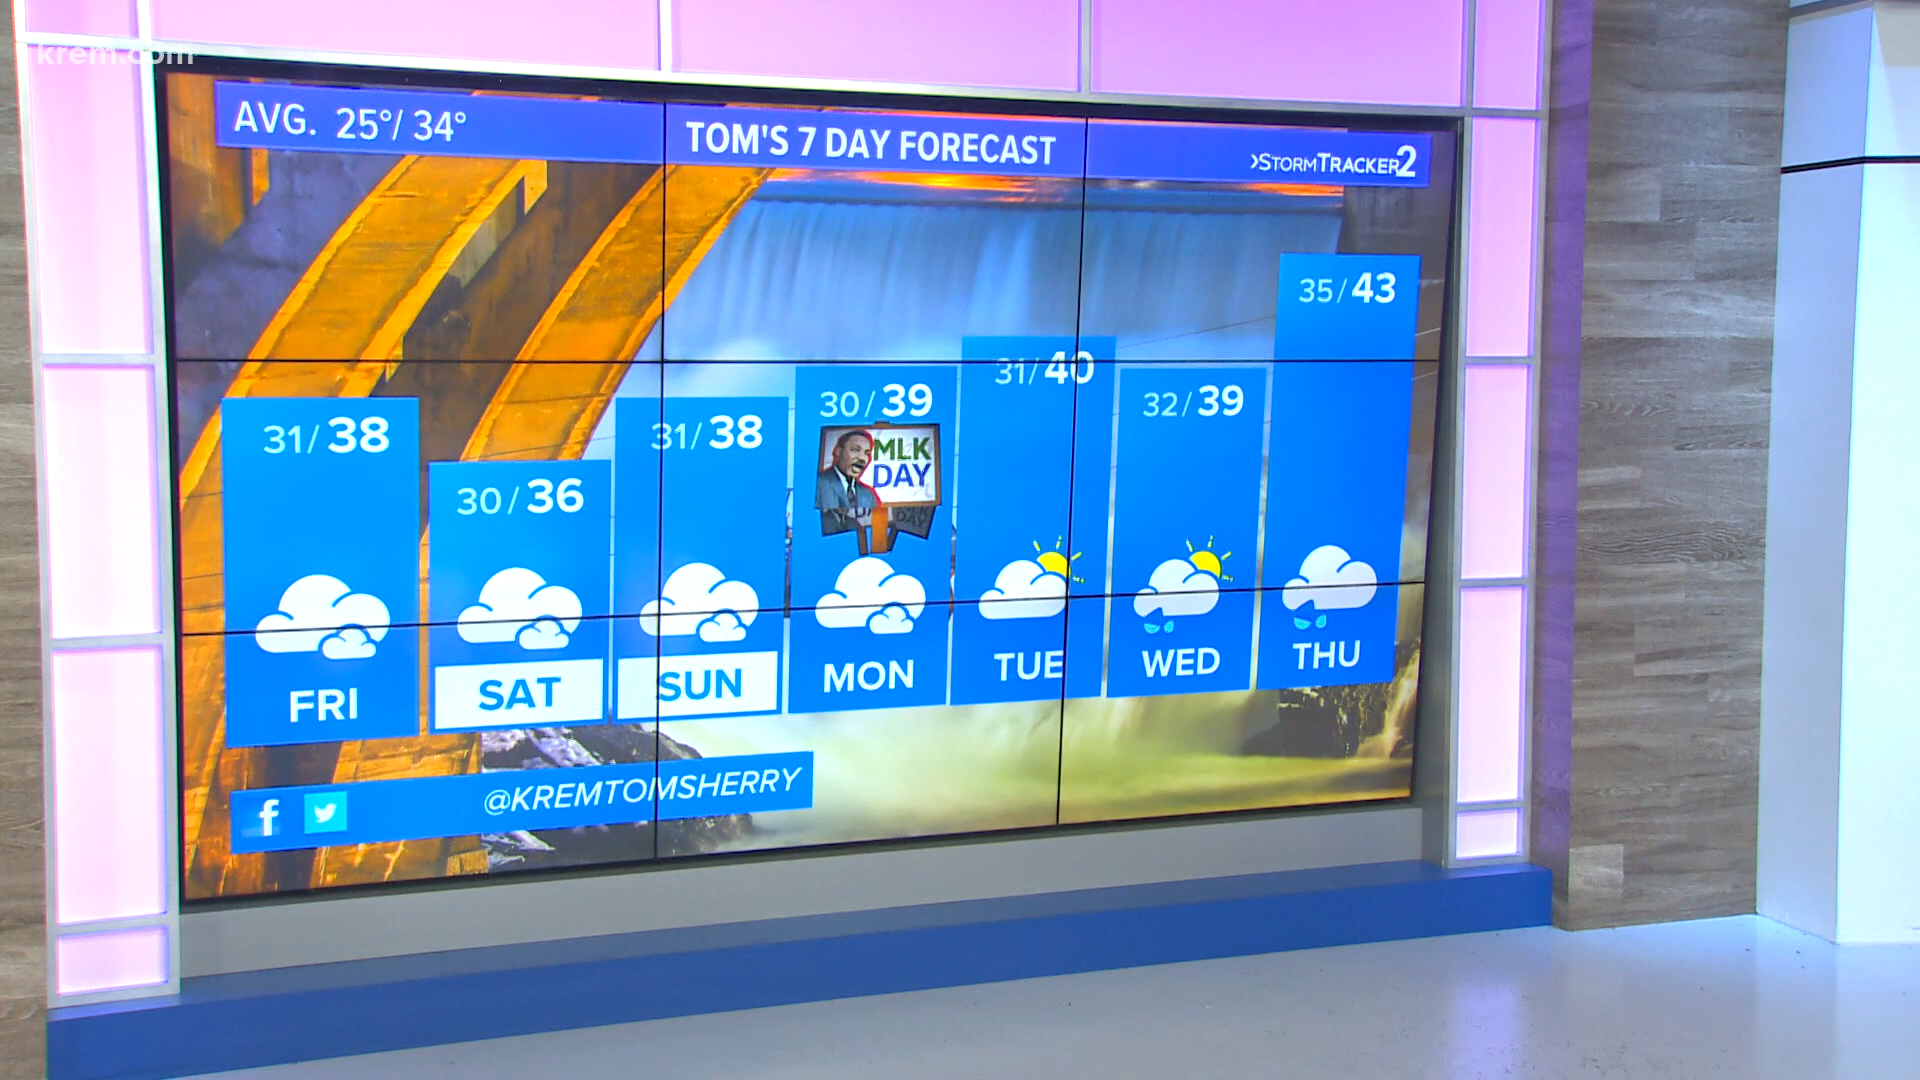 krem.com
AVG. 25°/ 34°
TOM'S 7 DAY FORECAST
STORMTRACKER2
31/38
30/36
31/38
30/39
31/40
32/39
35/43
MLK
DAY
FRI
SAT
SUN
MON
TUE
WED
THU
@KREMTOMSHERRY